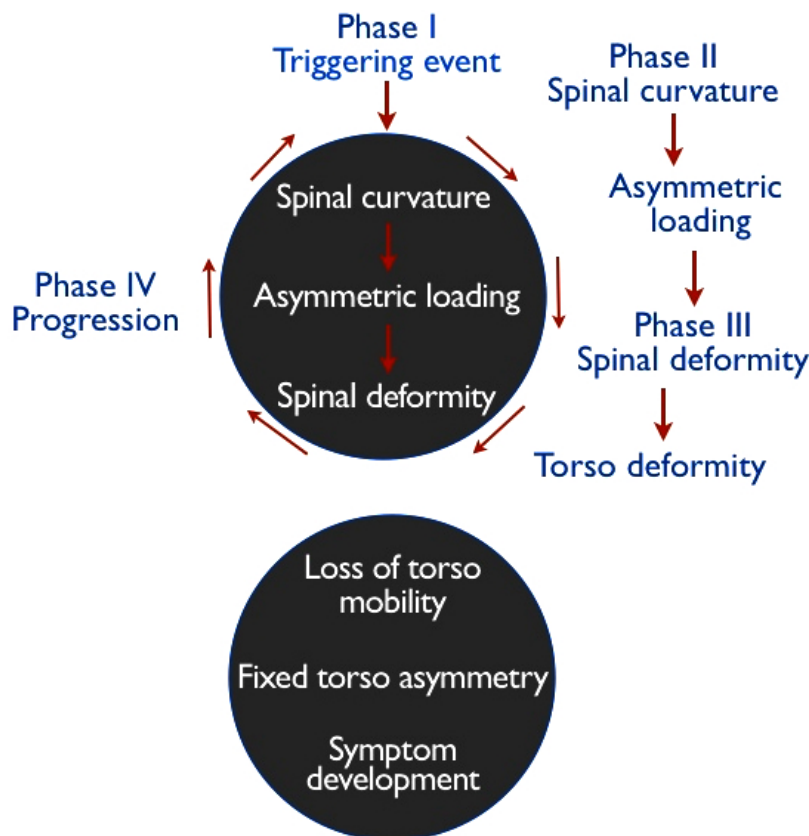 Phase I
Triggering event
Spinal curvature
Asymmetric loading
Spinal deformity
Phase II
Spinal curvature
Asymmetric
loading
Phase III
Spinal deformity
Torso deformity
Phase IV
Progression
Loss of torso
mobility
Fixed torso asymmetry
Symptom
development